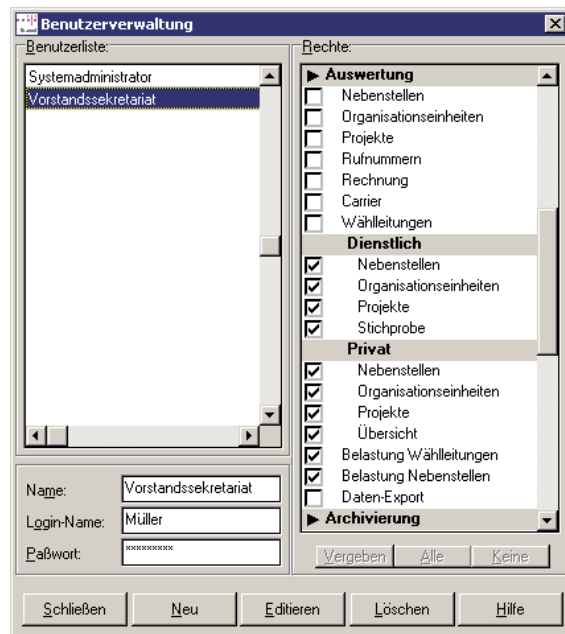 Benutzerverwaltung
Benutzerliste:
Systemadministrator
Vorstandssekretariat
Name:
Vorstandssekretariat
Login-Name:
Müller
Paßwort:
×××××××××
Rechte:
Auswertung
Nebenstellen
Organisationseinheiten
Projekte
Rufnummern
Rechnung
Carrier
Wählleitungen
Dienstlich
Nebenstellen
Organisationseinheiten
Projekte
Stichprobe
Privat
Nebenstellen
Organisationseinheiten
Projekte
Übersicht
Belastung Wählleitungen
Belastung Nebenstellen
Daten-Export
Archivierung
Vergeben
Alle
Keine
Schließen
Neu
Editieren
Löschen
Hilfe